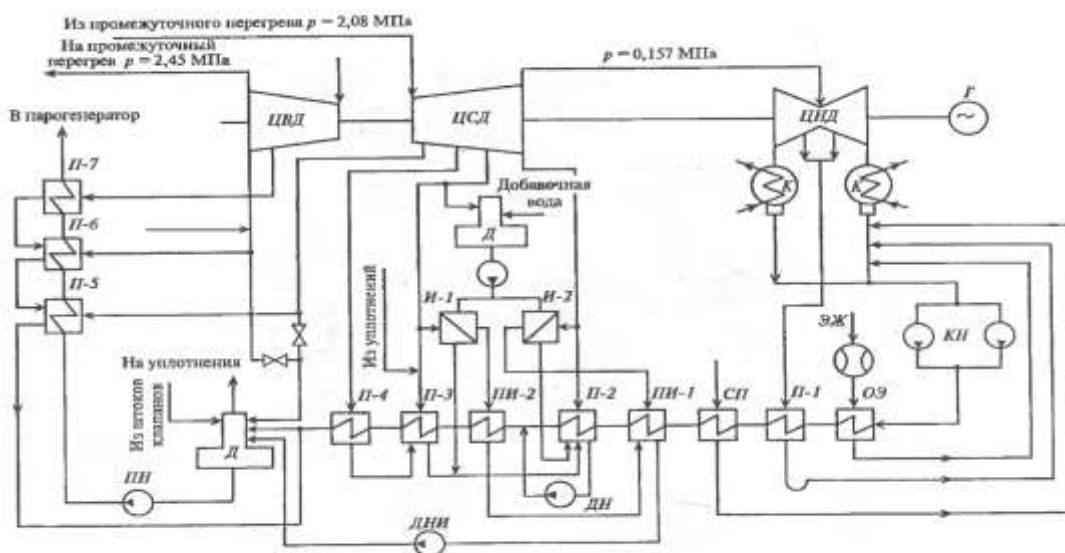 Из промежуточного перегрева p = 2,08 МПа
На промежуточный
перегрев p = 2,45 МПа
p = 0,157 МПа
Г
ЦВД
ЦСД
ЦНД
В парогенератор
К
К
П-7
Добавочная
вода
П-6
Д
П-5
Из уплотнений
И-1
И-2
ЭЖ
КН
На уплотнения
Из штоков
клапанов
П-4
П-3
ПИ-2
П-2
ПИ-1
СП
П-1
ОЭ
Д
ПН
ДН
ДНИ